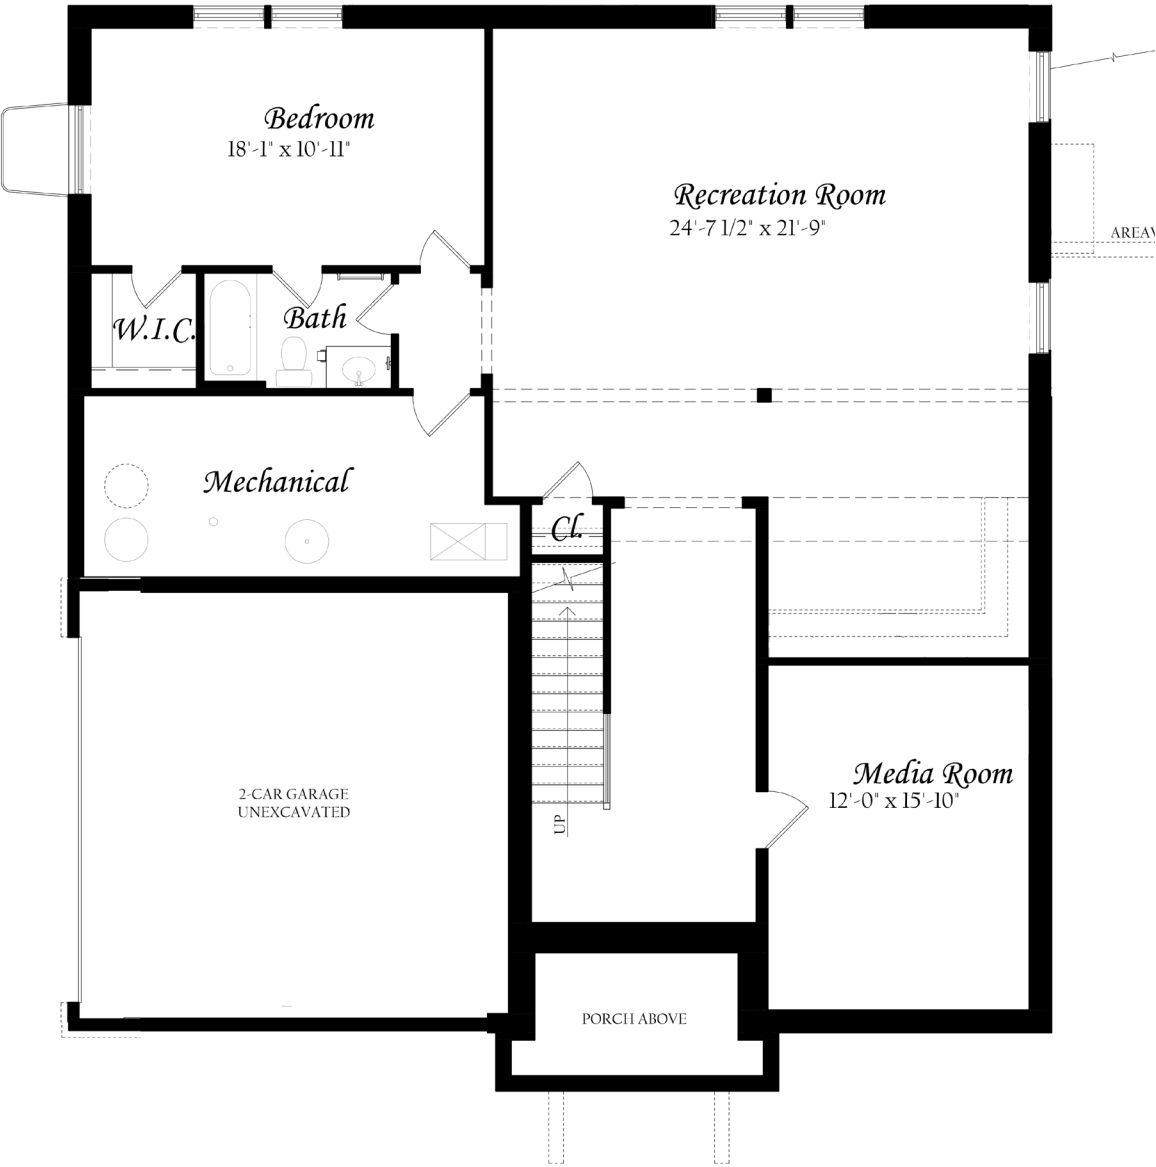 Bedroom
18'-1" x 10'-11"
Recreation Room
24'-7 1/2" x 21'-9"
AREAW
W.I.C.
Bath
Mechanical
Cl.
UP
2-CAR GARAGE
UNEXCAVATED
Media Room
12'-0" x 15'-10"
PORCH ABOVE